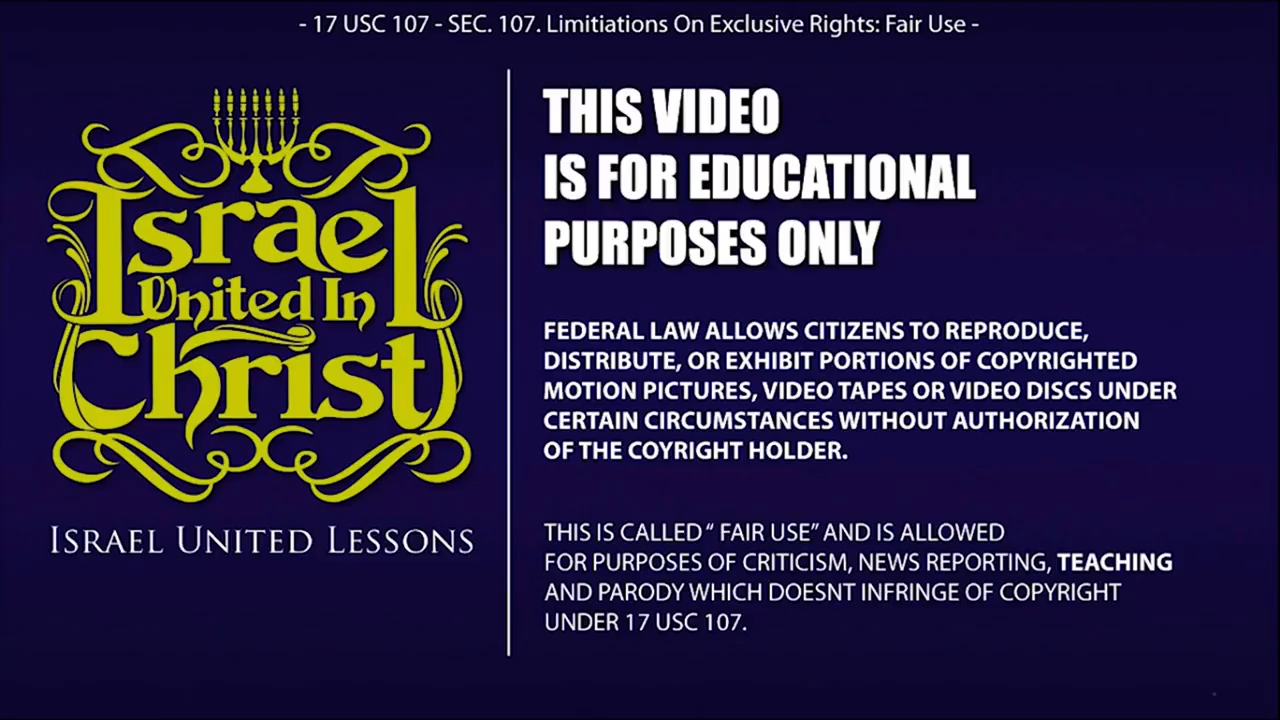 - 17 USC 107 - SEC. 107. Limitiations On Exclusive Rights: Fair Use -
Israel
United In
Christ
ISRAEL UNITED LESSONS
THIS VIDEO
IS FOR EDUCATIONAL
PURPOSES ONLY
FEDERAL LAW ALLOWS CITIZENS TO REPRODUCE,
DISTRIBUTE, OR EXHIBIT PORTIONS OF COPYRIGHTED
MOTION PICTURES, VIDEO TAPES OR VIDEO DISCS UNDER
CERTAIN CIRCUMSTANCES WITHOUT AUTHORIZATION
OF THE COYRIGHT HOLDER.
THIS IS CALLED “ FAIR USE” AND IS ALLOWED
FOR PURPOSES OF CRITICISM, NEWS REPORTING, TEACHING
AND PARODY WHICH DOESNT INFRINGE OF COPYRIGHT
UNDER 17 USC 107.